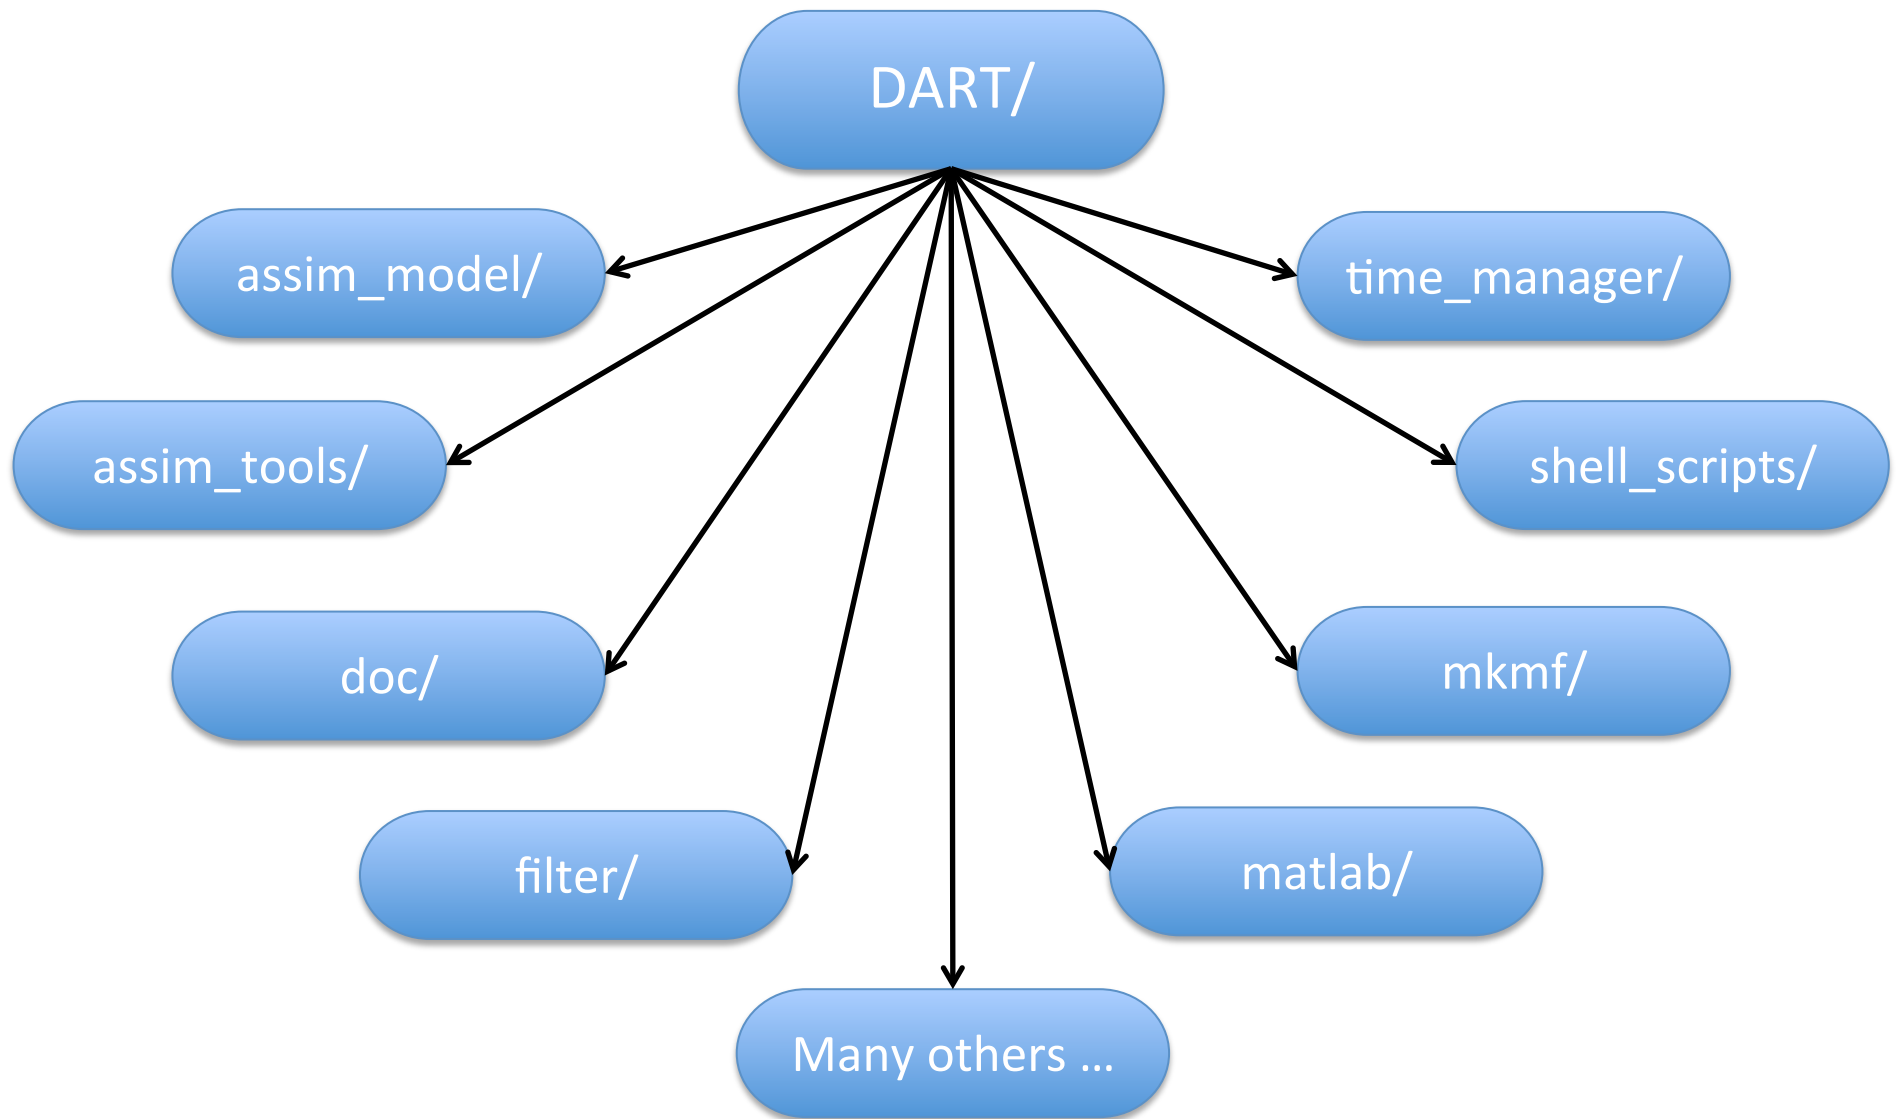 DART/
assim_model/
time_manager/
assim_tools/
shell_scripts/
doc/
mkmf/
filter/
matlab/
Many others ...